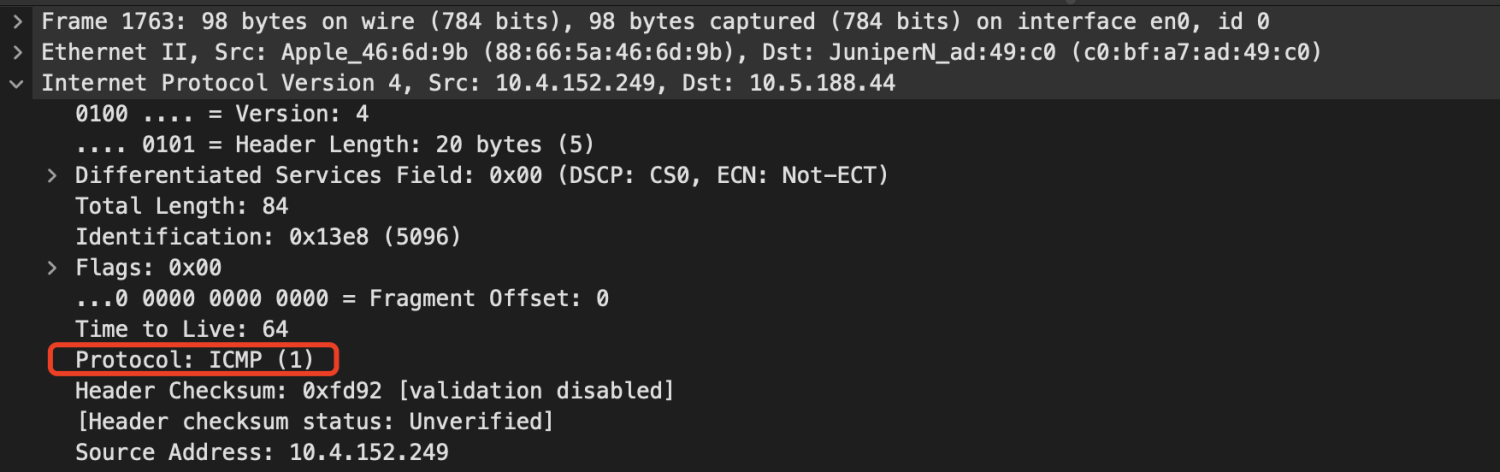 Frame 1763: 98 bytes on wire (784 bits), 98 bytes captured (784 bits) on interface en0, id 0
Ethernet II, Src: Apple_46:6d:9b (88:66:5a:46:6d:9b), Dst: JuniperN_ad:49:c0 (c0:bf:a7:ad:49:c0)
Internet Protocol Version 4, Src: 10.4.152.249, Dst: 10.5.188.44
0100 .... = Version: 4
.... 0101 = Header Length: 20 bytes (5)
Differentiated Services Field: 0x00 (DSCP: CS0, ECN: Not-ECT)
Total Length: 84
Identification: 0x13e8 (5096)
Flags: 0x00
...0 0000 0000 0000 = Fragment Offset: 0
Time to Live: 64
Protocol: ICMP (1)
Header Checksum: 0xfd92 [validation disabled]
[Header checksum status: Unverified]
Source Address: 10.4.152.249